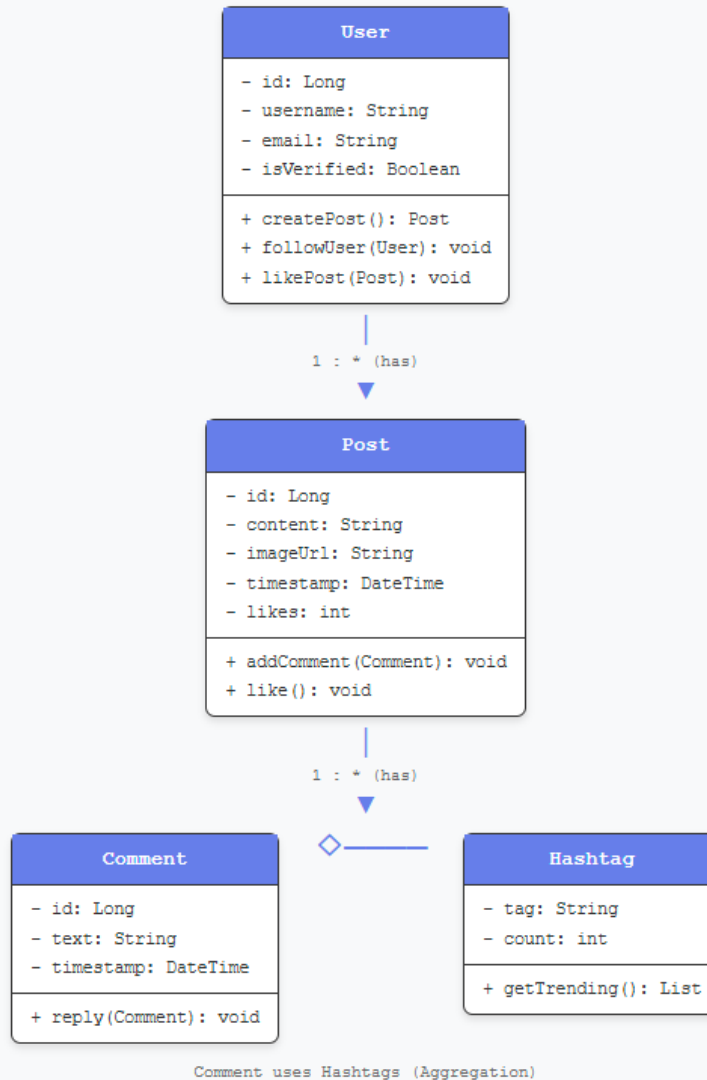 User
- id: Long
- username: String
- email: String
- isVerified: Boolean
+ createPost(): Post
+ followUser(User): void
+ likePost(Post): void
1 : * (has)
Post
- id: Long
- content: String
- imageUrl: String
- timestamp: DateTime
- likes: int
+ addComment(Comment): void
+ like(): void
1 : * (has)
Comment
- id: Long
- text: String
- timestamp: DateTime
+ reply(Comment): void
Hashtag
- tag: String
- count: int
+ getTrending(): List
Comment uses Hashtags (Aggregation)